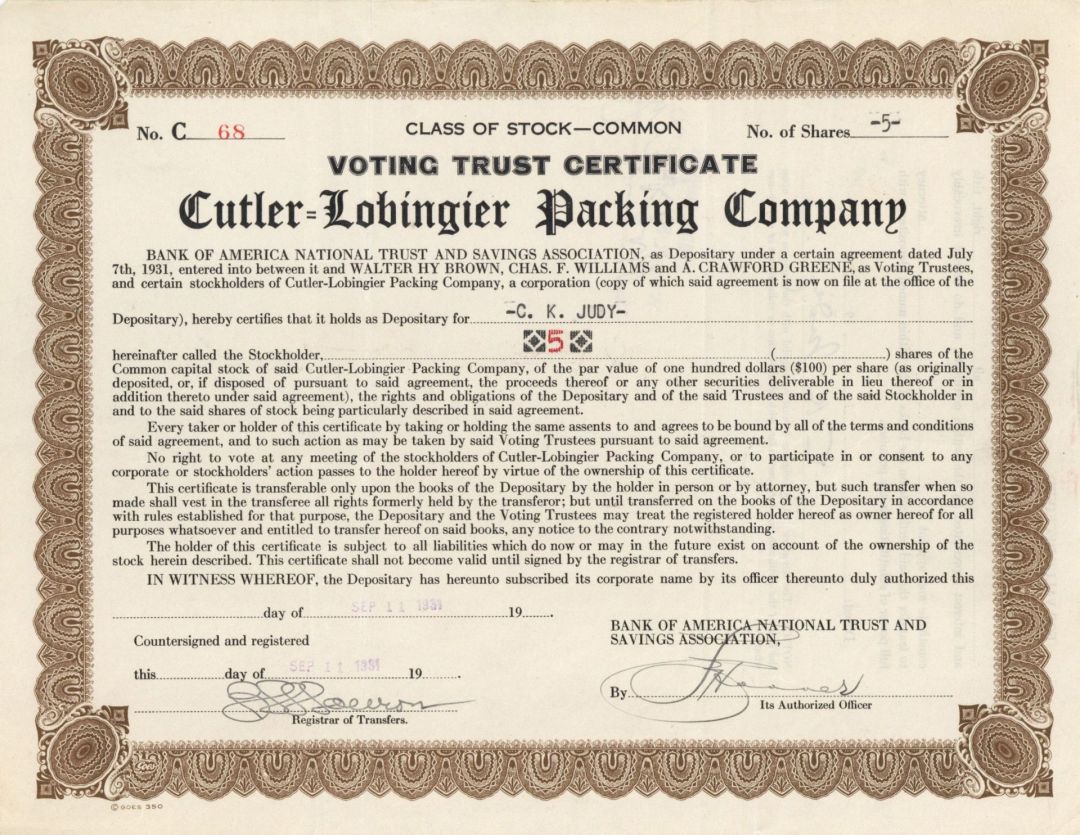 No. C 68 CLASS OF STOCK—COMMON No. of Shares -5-
VOTING TRUST CERTIFICATE
Cutler-Lobingier Packing Company
BANK OF AMERICA NATIONAL TRUST AND SAVINGS ASSOCIATION, as Depositary under a certain agreement dated July
7th, 1931, entered into between it and WALTER HY BROWN, CHAS. F. WILLIAMS and A. CRAWFORD GREENE, as Voting Trustees,
and certain stockholders of Cutler-Lobingier Packing Company, a corporation (copy of which said agreement is now on file at the office of the
Depositary), hereby certifies that it holds as Depositary for -C. K. JUDY-
5
hereinafter called the Stockholder, ( ) shares of the
Common capital stock of said Cutler-Lobingier Packing Company, of the par value of one hundred dollars ($100) per share (as originally
deposited, or, if disposed of pursuant to said agreement, the proceeds thereof or any other securities deliverable in lieu thereof or in
addition thereto under said agreement), the rights and obligations of the Depositary and of the said Trustees and of the said Stockholder in
and to the said shares of stock being particularly described in said agreement.
Every taker or holder of this certificate by taking or holding the same assents to and agrees to be bound by all of the terms and conditions
of said agreement, and to such action as may be taken by said Voting Trustees pursuant to said agreement.
No right to vote at any meeting of the stockholders of Cutler-Lobingier Packing Company, or to participate in or consent to any
corporate or stockholders' action passes to the holder hereof by virtue of the ownership of this certificate.
This certificate is transferable only upon the books of the Depositary by the holder in person or by attorney, but such transfer when so
made shall vest in the transferee all rights formerly held by the transferor; but until transferred on the books of the Depositary in accordance
with rules established for that purpose, the Depositary and the Voting Trustees may treat the registered holder hereof as owner hereof for all
purposes whatsoever and entitled to transfer hereof on said books, any notice to the contrary notwithstanding.
The holder of this certificate is subject to all liabilities which do now or may in the future exist on account of the ownership of the
stock herein described. This certificate shall not become valid until signed by the registrar of transfers.
IN WITNESS WHEREOF, the Depositary has hereunto subscribed its corporate name by its officer thereunto duly authorized this
day of SEP 11 1931 19
Countersigned and registered
this day of SEP 11 1931 19
Registrar of Transfers.
BANK OF AMERICA NATIONAL TRUST AND
SAVINGS ASSOCIATION,
By
Its Authorized Officer
Goes
© GOES 350